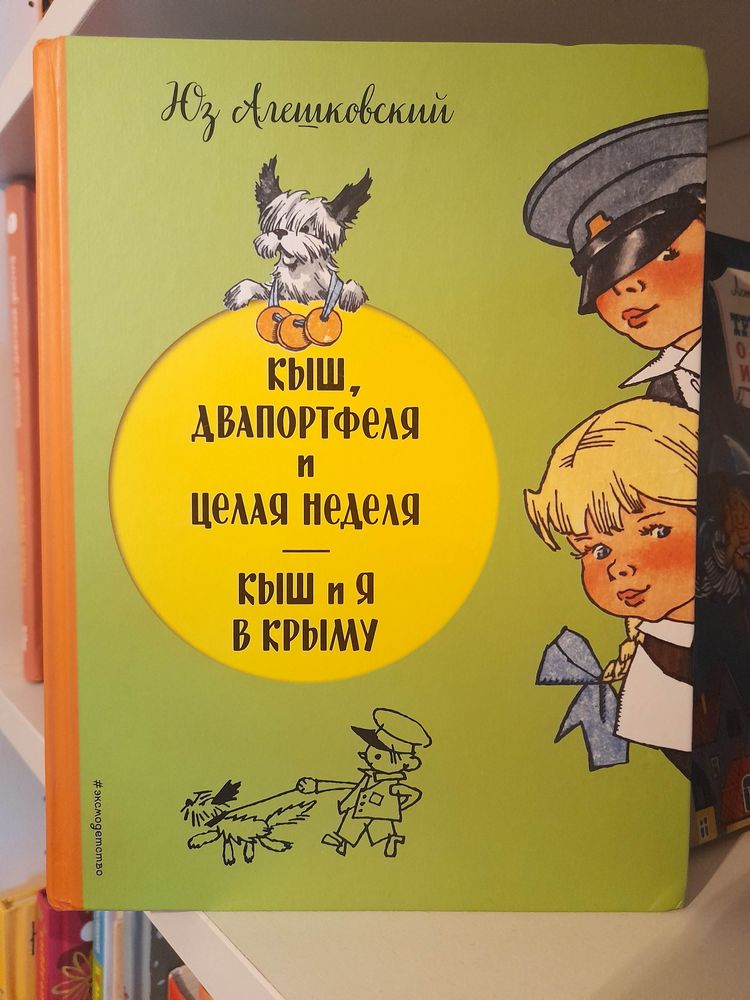 Юз Алешковский
КЫШ,
ДВАПОРТФЕЛЯ
и
ЦЕЛАЯ НЕДЕЛЯ
КЫШ и Я
В КРЫМУ
#эксмодетство